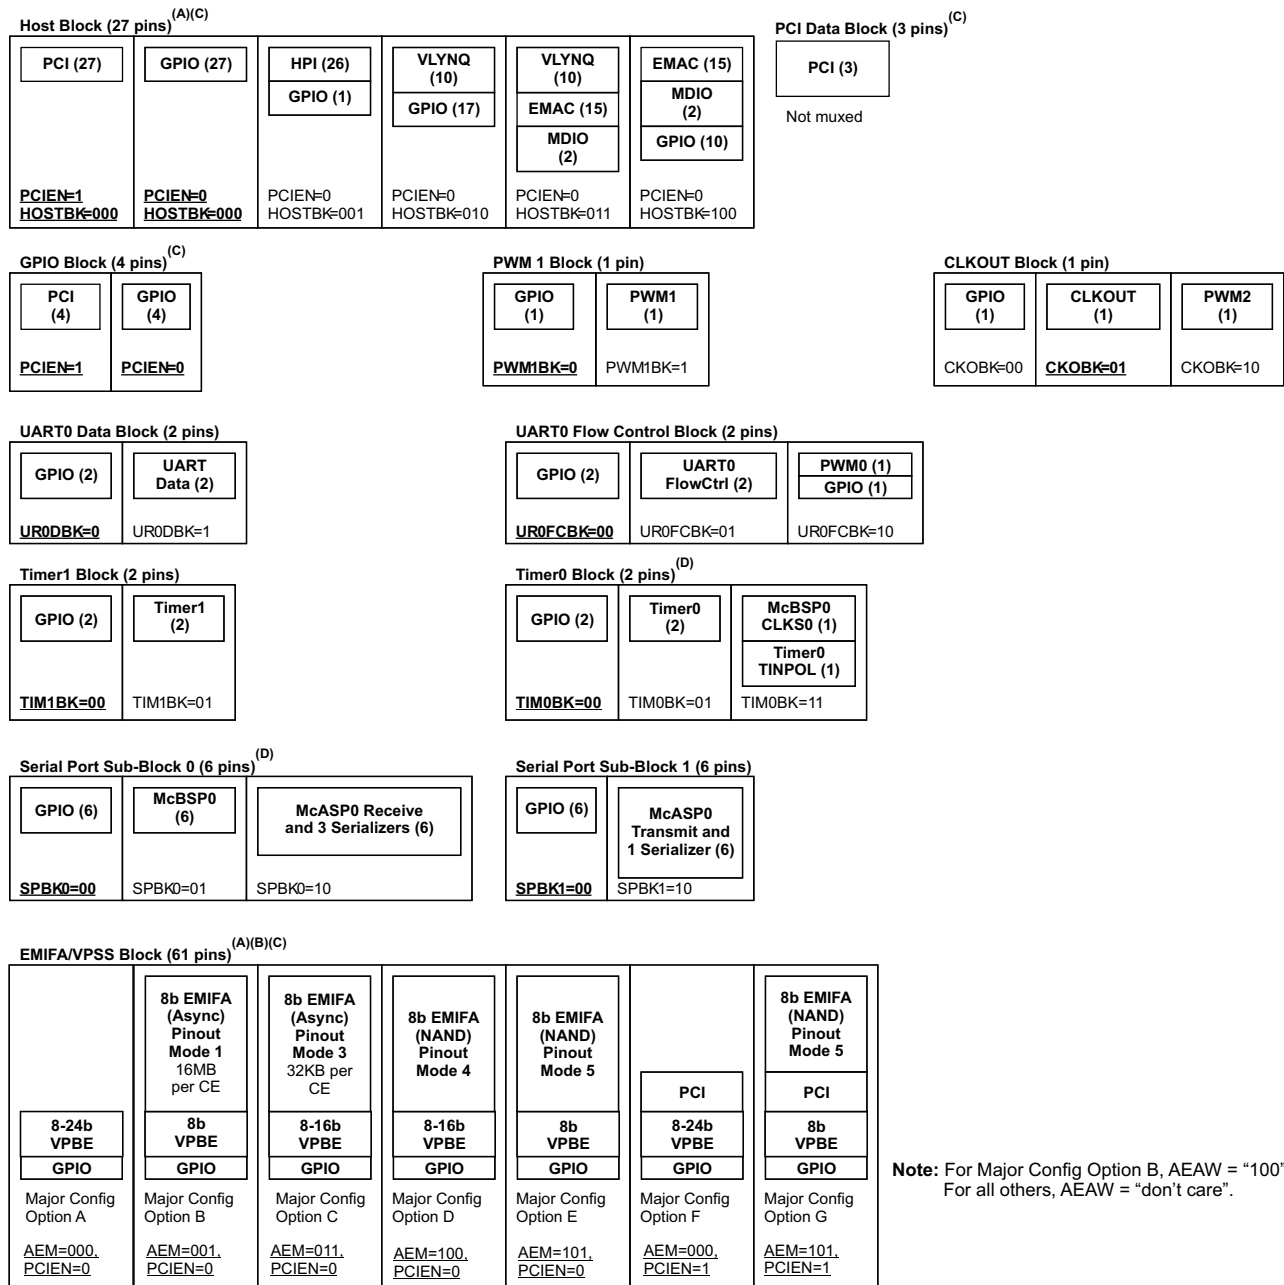 Host Block (27 pins)(A)(C)
PCI (27)
PCIEN=1
HOSTBK=000
GPIO (27)
PCIEN=0
HOSTBK=000
HPI (26)
GPIO (1)
PCIEN=0
HOSTBK=001
VLYNQ
(10)
GPIO (17)
PCIEN=0
HOSTBK=010
VLYNQ
(10)
EMAC (15)
MDIO
(2)
PCIEN=0
HOSTBK=011
EMAC (15)
MDIO
(2)
GPIO (10)
PCIEN=0
HOSTBK=100
PCI Data Block (3 pins)(C)
PCI (3)
Not muxed
GPIO Block (4 pins)(C)
PCI
(4)
PCIEN=1
GPIO
(4)
PCIEN=0
PWM 1 Block (1 pin)
GPIO
(1)
PWM1BK=0
PWM1
(1)
PWM1BK=1
CLKOUT Block (1 pin)
GPIO
(1)
CKOBK=00
CLKOUT
(1)
CKOBK=01
PWM2
(1)
CKOBK=10
UART0 Data Block (2 pins)
GPIO (2)
UR0DBK=0
UART
Data (2)
UR0DBK=1
UART0 Flow Control Block (2 pins)
GPIO (2)
UR0FCBK=00
UART0
FlowCtrl (2)
UR0FCBK=01
PWM0 (1)
GPIO (1)
UR0FCBK=10
Timer1 Block (2 pins)
GPIO (2)
TIM1BK=00
Timer1
(2)
TIM1BK=01
Timer0 Block (2 pins)(D)
GPIO (2)
TIM0BK=00
Timer0
(2)
TIM0BK=01
McBSP0
CLKS0 (1)
Timer0
TINPOL (1)
TIM0BK=11
Serial Port Sub-Block 0 (6 pins)(D)
GPIO (6)
SPBK0=00
McBSP0
(6)
SPBK0=01
McASP0 Receive
and 3 Serializers (6)
SPBK0=10
Serial Port Sub-Block 1 (6 pins)
GPIO (6)
SPBK1=00
McASP0
Transmit and
1 Serializer (6)
SPBK1=10
EMIFA/VPSS Block (61 pins)(A)(B)(C)
8-24b
VPBE
GPIO
Major Config
Option A
AEM=000,
PCIEN=0
8b EMIFA
(Async)
Pinout
Mode 1
16MB
per CE
8b
VPBE
GPIO
Major Config
Option B
AEM=001,
PCIEN=0
8b EMIFA
(Async)
Pinout
Mode 3
32KB per
CE
8-16b
VPBE
GPIO
Major Config
Option C
AEM=011,
PCIEN=0
8b EMIFA
(NAND)
Pinout
Mode 4
8-16b
VPBE
GPIO
Major Config
Option D
AEM=100,
PCIEN=0
8b EMIFA
(NAND)
Pinout
Mode 5
8b
VPBE
GPIO
Major Config
Option E
AEM=101,
PCIEN=0
PCI
8-24b
VPBE
GPIO
Major Config
Option F
AEM=000,
PCIEN=1
8b EMIFA
(NAND)
Pinout
Mode 5
PCI
8b
VPBE
GPIO
Major Config
Option G
AEM=101,
PCIEN=1
Note: For Major Config Option B, AEAW = “100”
For all others, AEAW = “don’t care”.